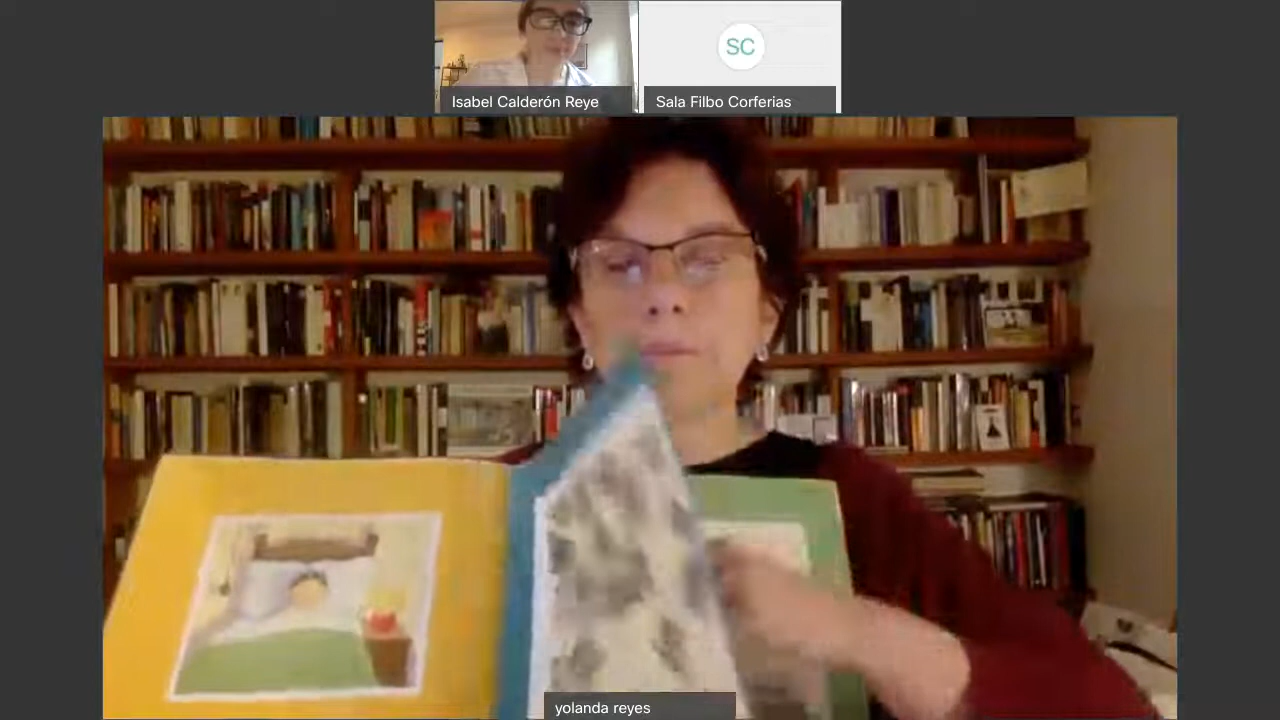 SC
Isabel Calderón Reye
Sala Filbo Corferias
yolanda reyes